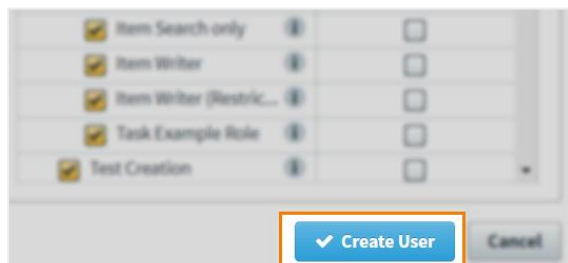 Item Search only
Item Writer
Item Writer (Restric...
Task Example Role
Test Creation
Create User Cancel